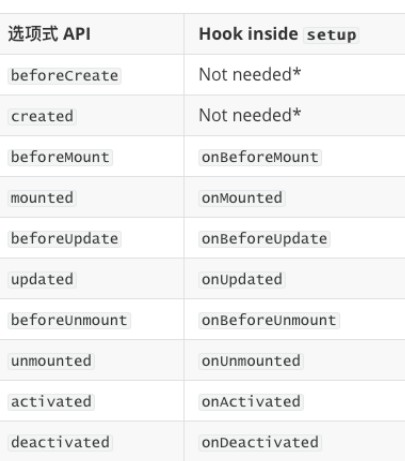 选项式 API Hook inside setup
beforeCreate Not needed*
created Not needed*
beforeMount onBeforeMount
mounted onMounted
beforeUpdate onBeforeUpdate
updated onUpdated
beforeUnmount onBeforeUnmount
unmounted onUnmounted
activated onActivated
deactivated onDeactivated